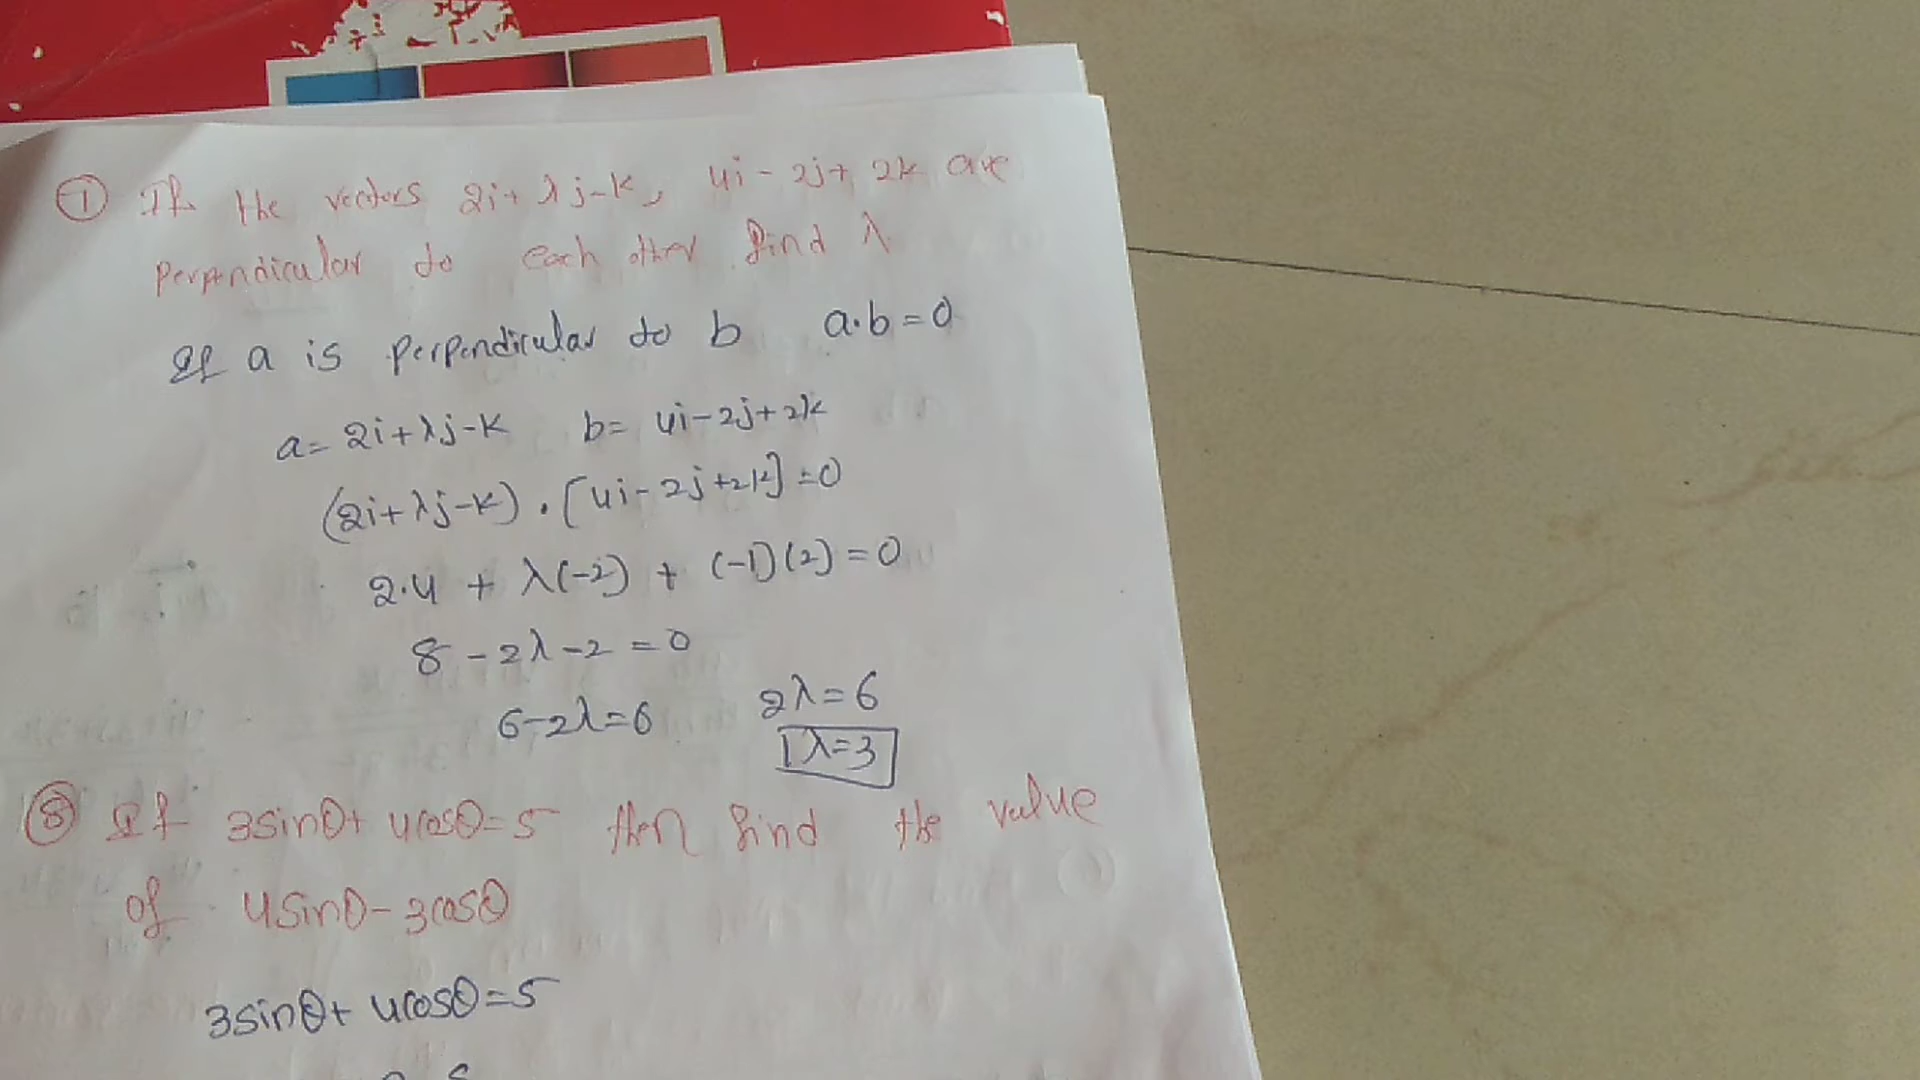 ⑦ If the vectors 2i+λj-k, 4i-2j+2k are
perpendicular to each other find λ
If a is perpendicular to b a·b=0
a= 2i+λj-k b= 4i-2j+2k
(2i+λj-k).[4i-2j+2k]=0
2.4 + λ(-2) + (-1)(2)=0
8-2λ-2=0
6-2λ=6 2λ=6
λ=3
⑧ If 3sinθ+4cosθ=5 then find the value
of 4sinθ-3cosθ
3sinθ+4cosθ=5